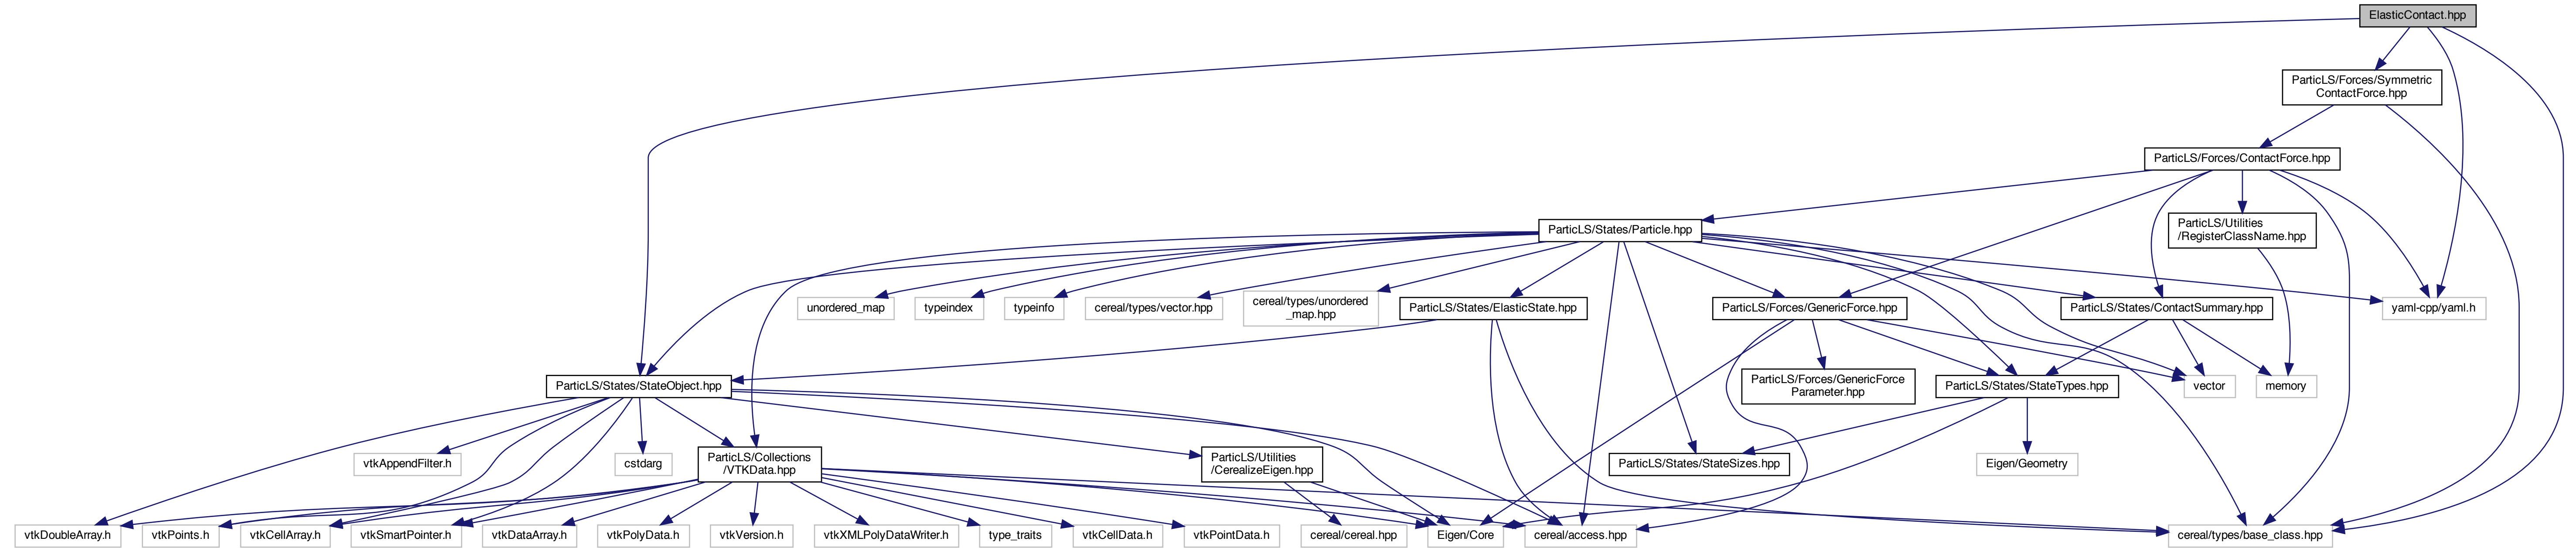 ElasticContact.hpp
ParticLS/Forces/Symmetric
ContactForce.hpp
ParticLS/Forces/ContactForce.hpp
ParticLS/States/Particle.hpp
ParticLS/Utilities
/RegisterClassName.hpp
unordered_map
typeindex
typeinfo
cereal/types/vector.hpp
cereal/types/unordered
_map.hpp
ParticLS/States/ElasticState.hpp
ParticLS/Forces/GenericForce.hpp
ParticLS/States/ContactSummary.hpp
yaml-cpp/yaml.h
ParticLS/States/StateObject.hpp
ParticLS/Forces/GenericForce
Parameter.hpp
ParticLS/States/StateTypes.hpp
vector
memory
vtkAppendFilter.h
cstdarg
ParticLS/Collections
/VTKData.hpp
ParticLS/Utilities
/CerealizeEigen.hpp
ParticLS/States/StateSizes.hpp
Eigen/Geometry
vtkDoubleArray.h
vtkPoints.h
vtkCellArray.h
vtkSmartPointer.h
vtkDataArray.h
vtkPolyData.h
vtkVersion.h
vtkXMLPolyDataWriter.h
type_traits
vtkCellData.h
vtkPointData.h
cereal/cereal.hpp
Eigen/Core
cereal/access.hpp
cereal/types/base_class.hpp